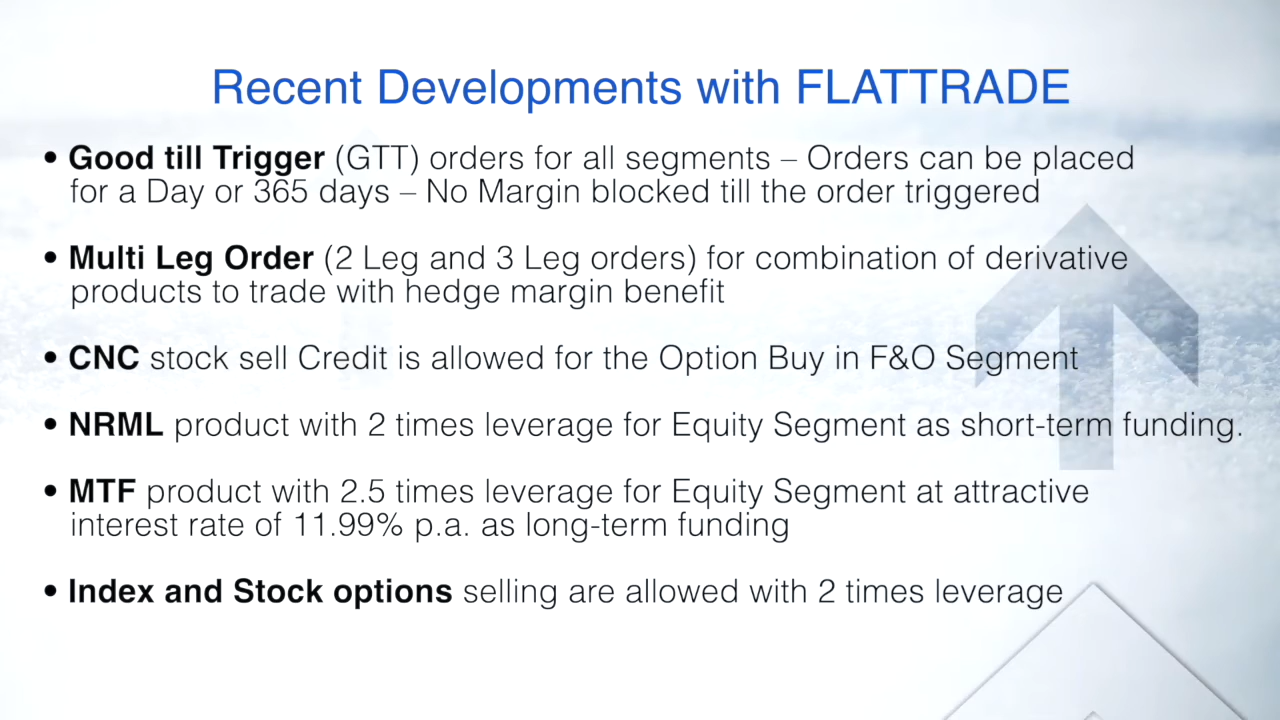 Recent Developments with FLATTRADE
• Good till Trigger (GTT) orders for all segments – Orders can be placed
for a Day or 365 days – No Margin blocked till the order triggered
• Multi Leg Order (2 Leg and 3 Leg orders) for combination of derivative
products to trade with hedge margin benefit
• CNC stock sell Credit is allowed for the Option Buy in F&O Segment
• NRML product with 2 times leverage for Equity Segment as short-term funding.
• MTF product with 2.5 times leverage for Equity Segment at attractive
interest rate of 11.99% p.a. as long-term funding
• Index and Stock options selling are allowed with 2 times leverage